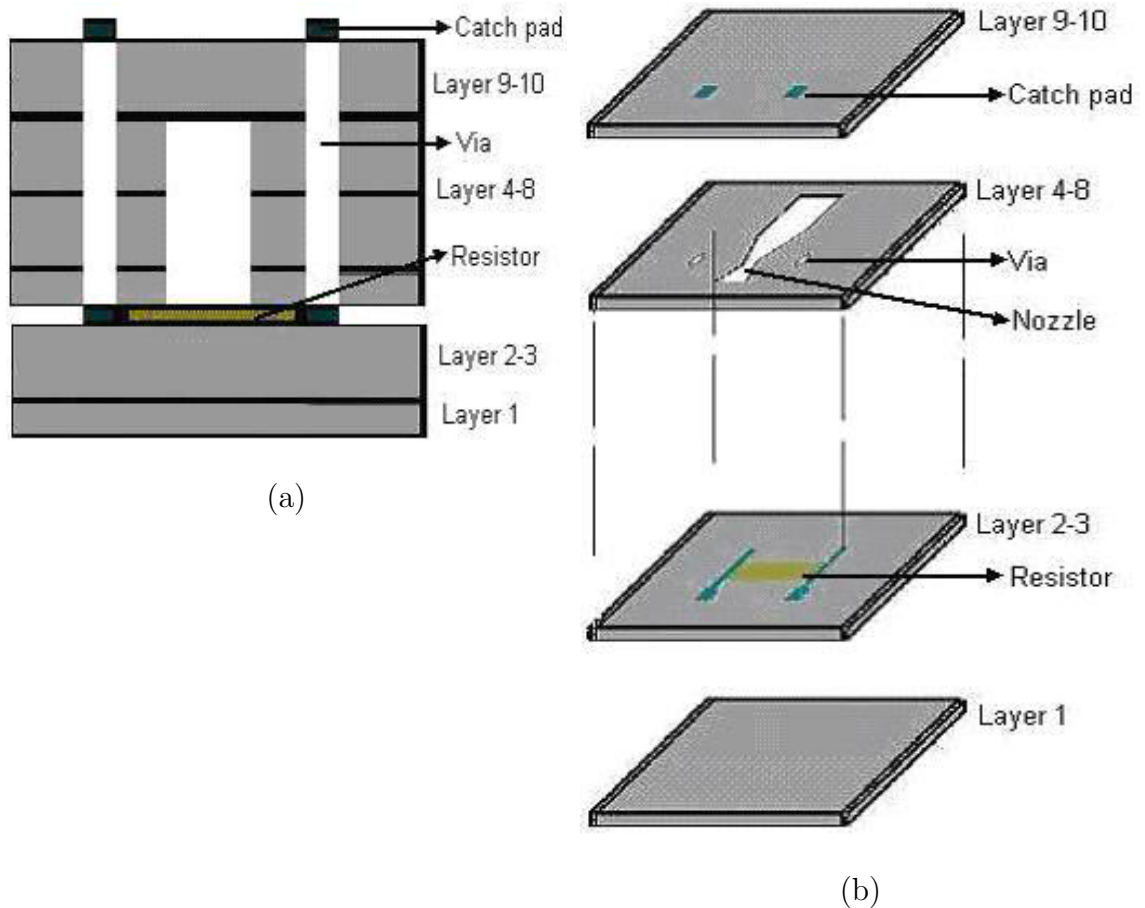 Catch pad
Layer 9-10
Via
Layer 4-8
Resistor
Layer 2-3
Layer 1
(a)
Layer 9-10
Catch pad
Layer 4-8
Via
Nozzle
Layer 2-3
Resistor
Layer 1
(b)